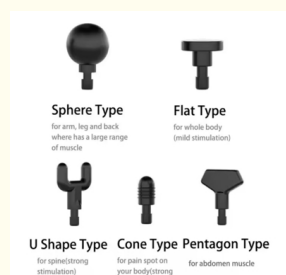 Sphere Type
for arm, leg and back
where has a large range
of muscle
Flat Type
for whole body
(mild stimulation)
U Shape Type
for spine(strong
stimulation)
Cone Type
for pain spot on
your body(strong
Pentagon Type
for abdomen muscle